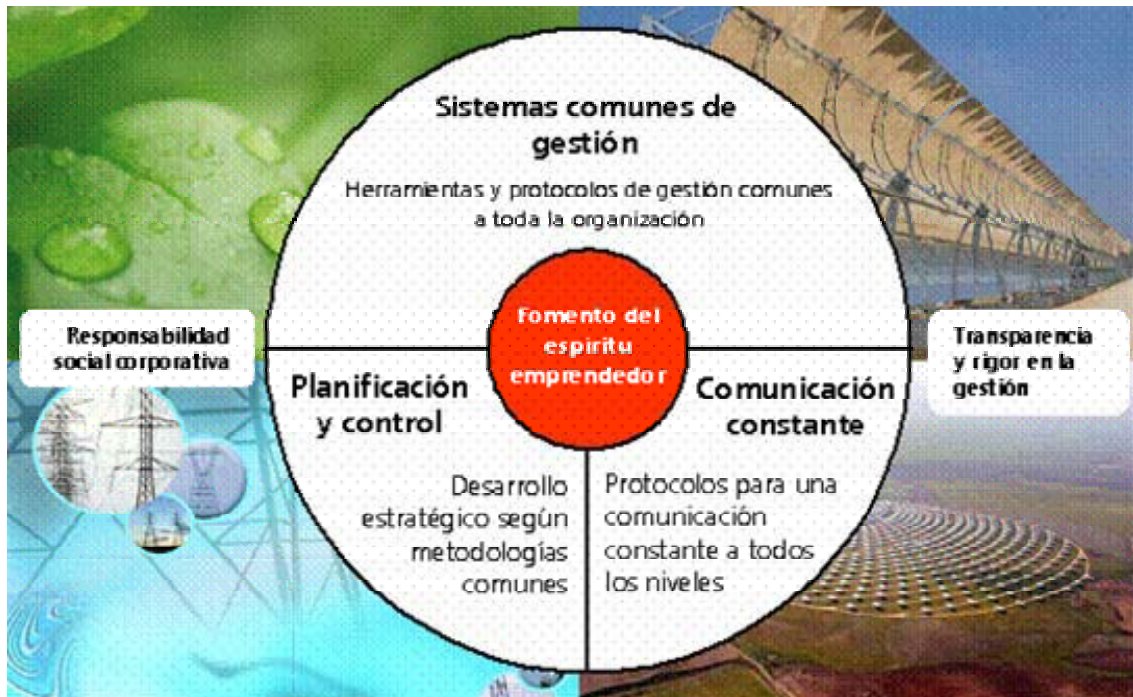 Sistemas comunes de
gestión
Herramientas y protocolos de gestión comunes
a toda la organización
Fomento del
espíritu
emprendedor
Responsabilidad
social corporativa
Transparencia
y rigor en la
gestión
Planificación
y control
Desarrollo
estratégico según
metodologías
comunes
Comunicación
constante
Protocolos para una
comunicación
constante a todos
los niveles